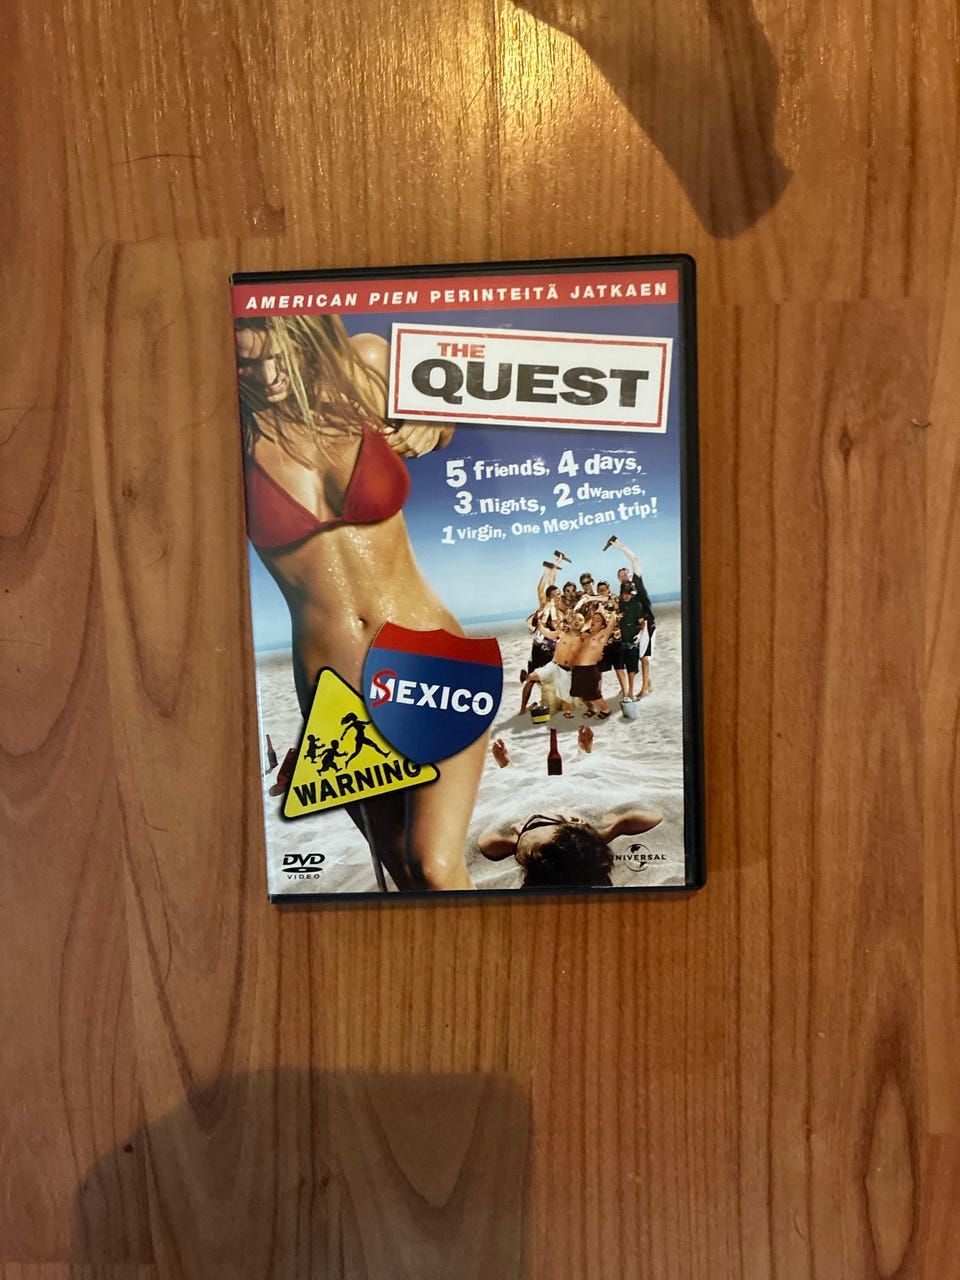 AMERICAN PIEN PERINTEITÄ JATKAEN
THE
QUEST
5 friends, 4 days,
3 nights, 2 dwarves,
1 virgin, One Mexican trip!
SEXICO
WARNING
DVD
VIDEO
UNIVERSAL